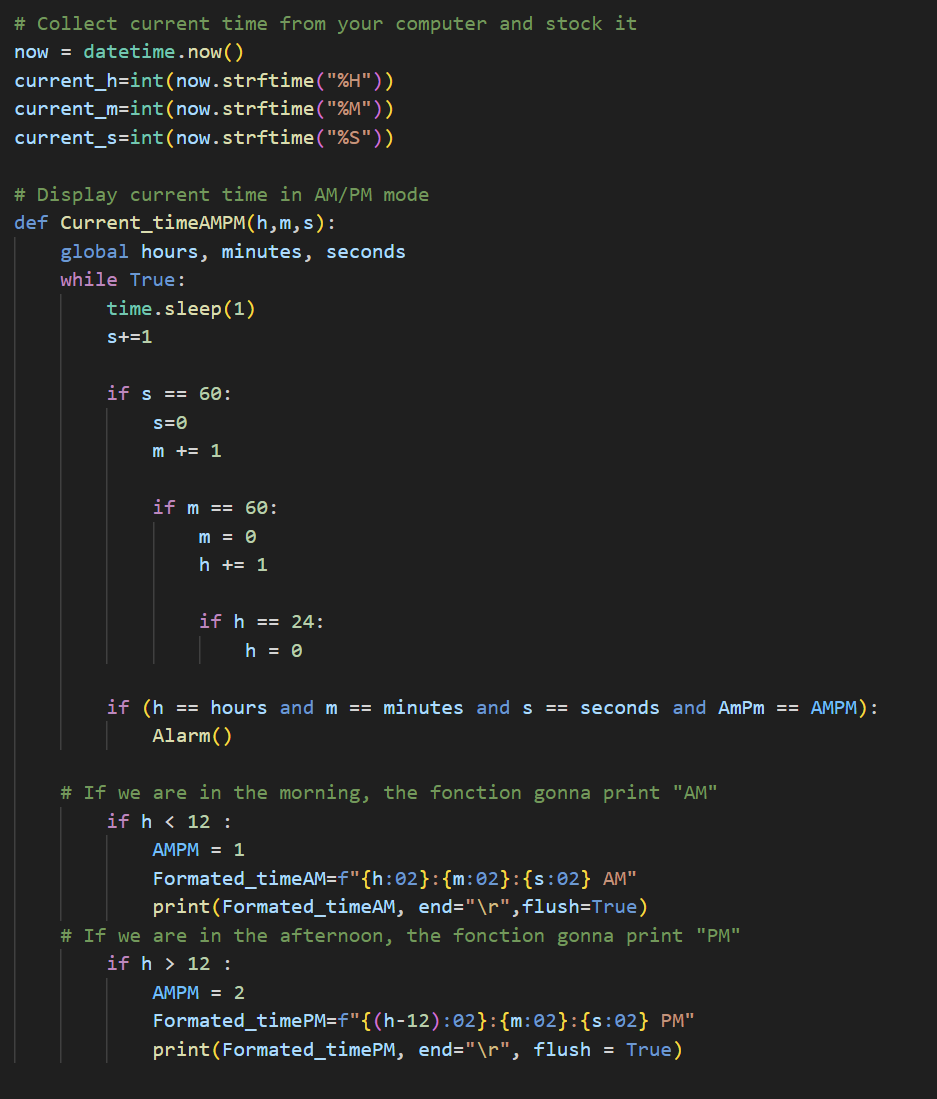 # Collect current time from your computer and stock it
now = datetime.now()
current_h=int(now.strftime("%H"))
current_m=int(now.strftime("%M"))
current_s=int(now.strftime("%S"))

# Display current time in AM/PM mode
def Current_timeAMPM(h,m,s):
    global hours, minutes, seconds
    while True:
        time.sleep(1)
        s+=1

        if s == 60:
            s=0
            m += 1

            if m == 60:
                m = 0
                h += 1

                if h == 24:
                    h = 0

        if (h == hours and m == minutes and s == seconds and AmPm == AMPM):
            Alarm()

    # If we are in the morning, the fonction gonna print "AM"
        if h < 12 :
            AMPM = 1
            Formated_timeAM=f"{h:02}:{m:02}:{s:02} AM"
            print(Formated_timeAM, end="\r",flush=True)
    # If we are in the afternoon, the fonction gonna print "PM"
        if h > 12 :
            AMPM = 2
            Formated_timePM=f"{(h-12):02}:{m:02}:{s:02} PM"
            print(Formated_timePM, end="\r", flush = True)